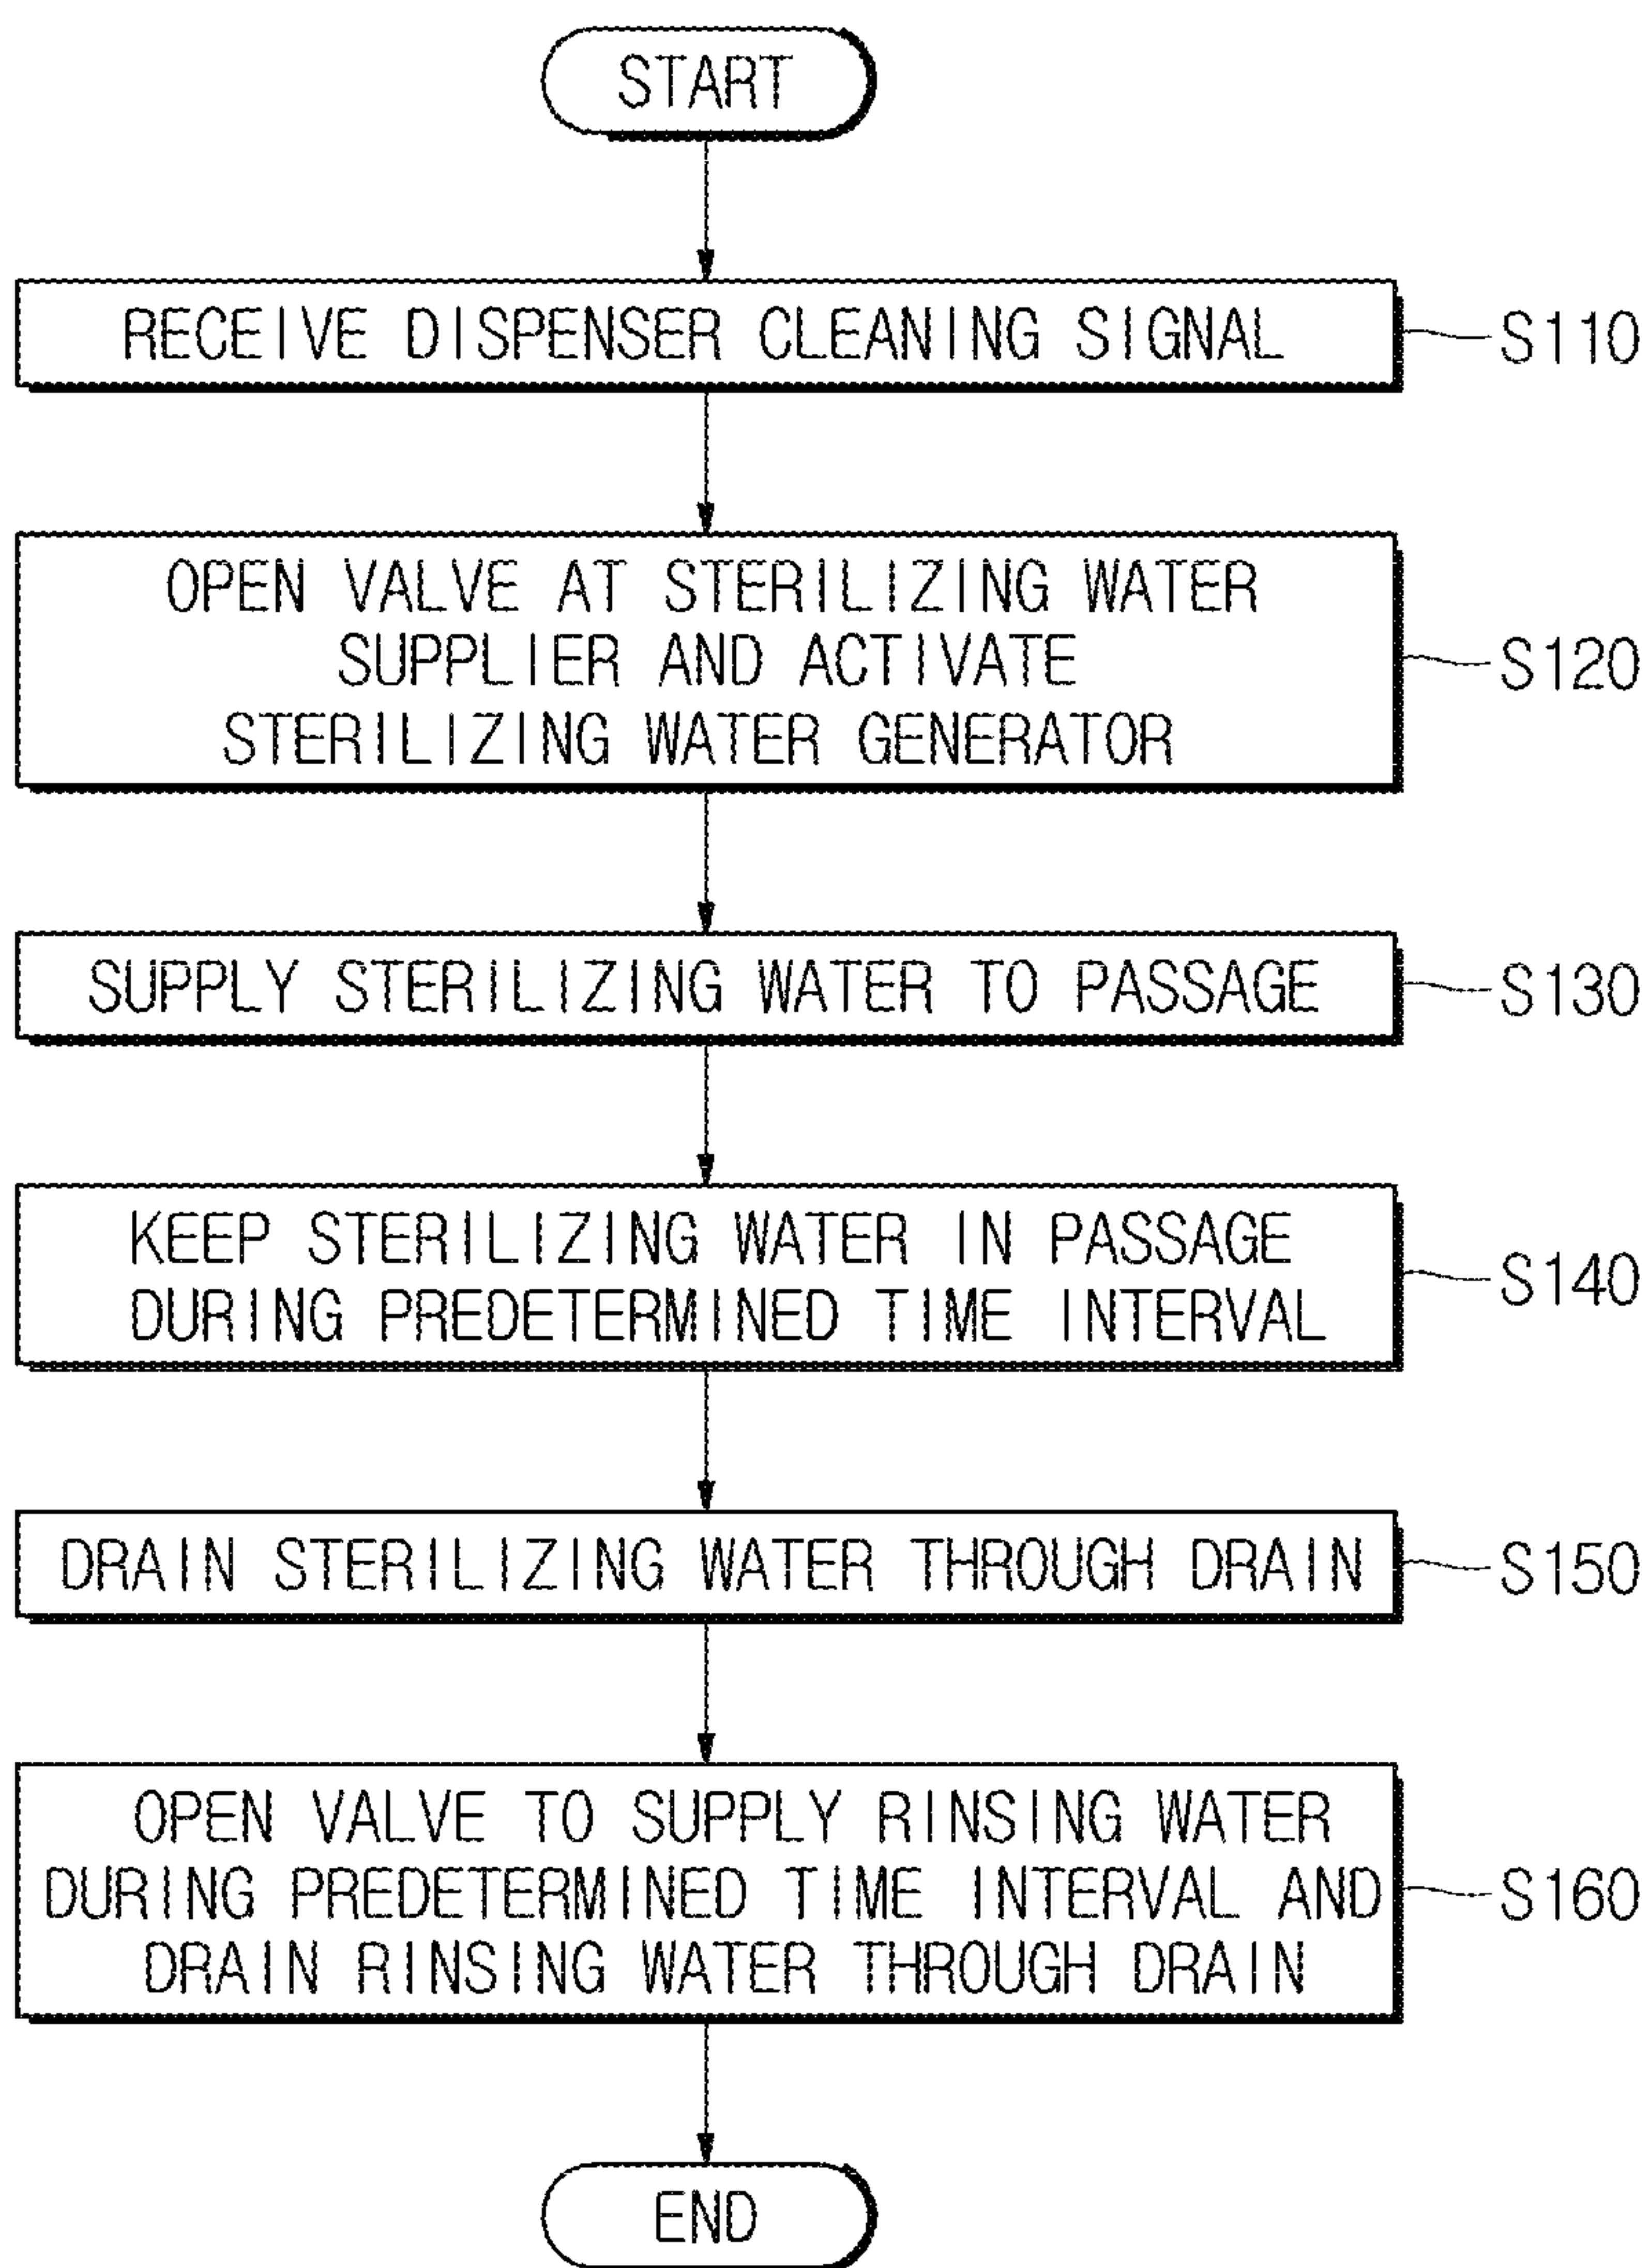 START
RECEIVE DISPENSER CLEANING SIGNAL
S110
OPEN VALVE AT STERILIZING WATER
SUPPLIER AND ACTIVATE
STERILIZING WATER GENERATOR
S120
SUPPLY STERILIZING WATER TO PASSAGE
S130
KEEP STERILIZING WATER IN PASSAGE
DURING PREDETERMINED TIME INTERVAL
S140
DRAIN STERILIZING WATER THROUGH DRAIN
S150
OPEN VALVE TO SUPPLY RINSING WATER
DURING PREDETERMINED TIME INTERVAL AND
DRAIN RINSING WATER THROUGH DRAIN
S160
END